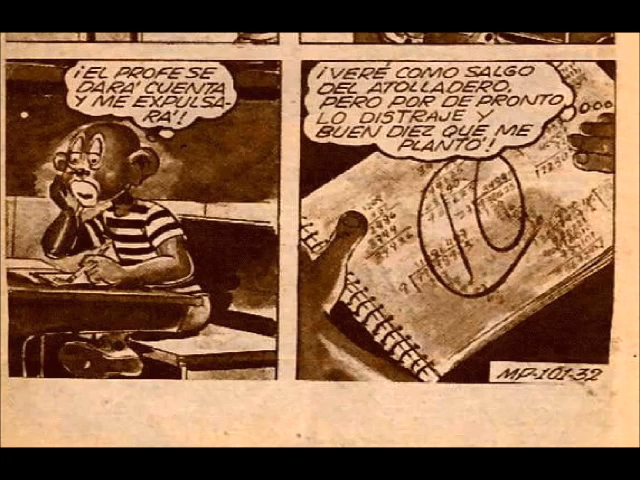 ¡EL PROFE SE
DARA' CUENTA
Y ME EXPULSA-
RA'!
¡VERÉ COMO SALGO
DEL ATOLLADERO,
PERO POR DE PRONTO
LO DISTRAJE Y
BUEN DIEZ QUE ME
PLANTO'!
10
MP-101-32